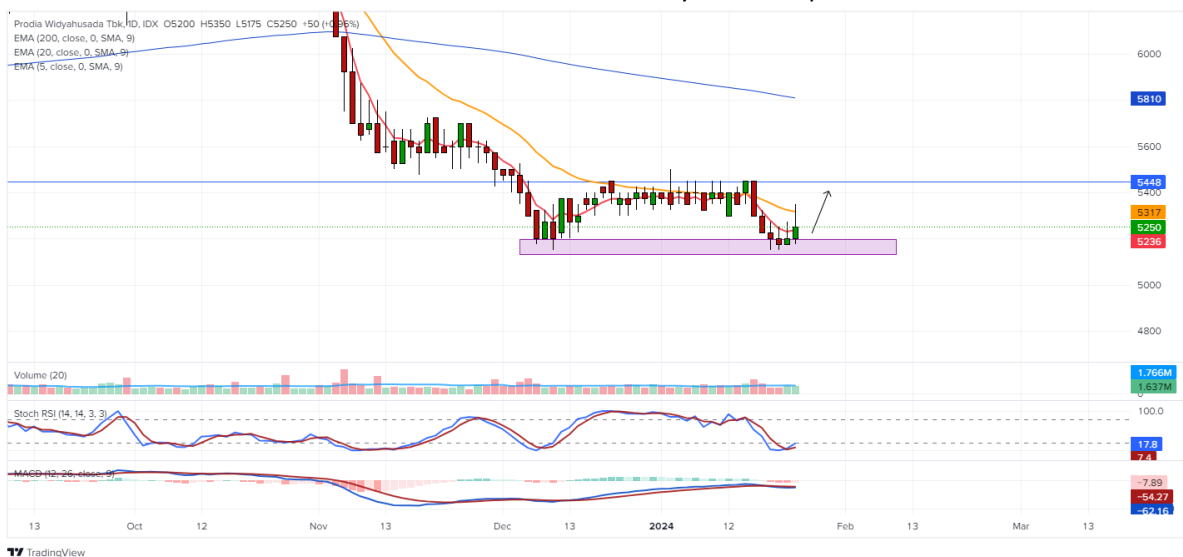 Prodia Widyahusada Tbk, 1D, IDX O5200 H5350 L5175 C5250 +50 (+0.96%)
EMA (200, close, 0, SMA, 9)
EMA (20, close, 0, SMA, 9)
EMA (5, close, 0, SMA, 9)
6000
5810
5600
5448
5400
5317
5250
5236
5000
4800
Volume (20)
1.766M
1.637M
0
Stoch RSI (14, 14, 3, 3)
100.0
17.8
7.4
MACD (12, 26, close, 9)
−7.89
−54.27
−62.16
13 Oct 12 Nov 13 Dec 13 2024 12 Feb 13 Mar 13
TradingView